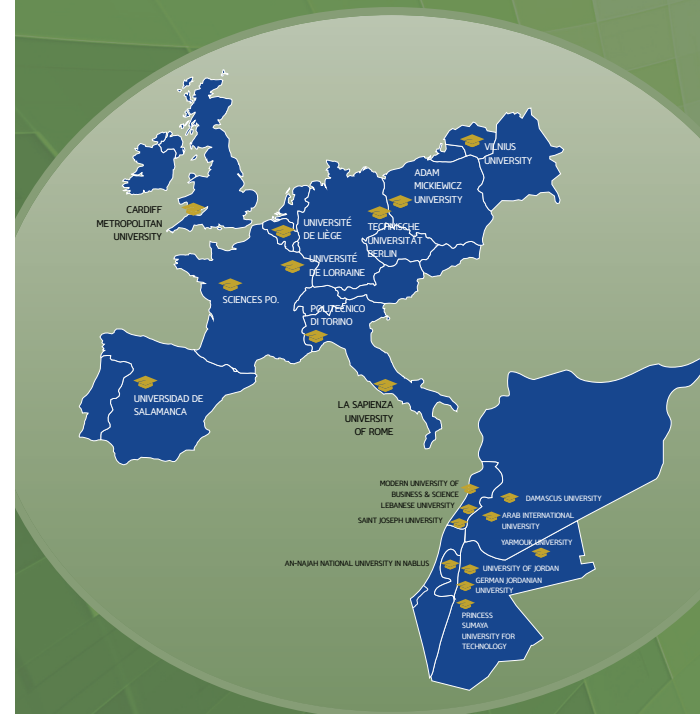 VILNIUS
UNIVERSITY
ADAM
MICKIEWICZ
UNIVERSITY
CARDIFF
METROPOLITAN
UNIVERSITY
UNIVERSITÉ
DE LIÈGE
TECHNISCHE
UNIVERSITÄT
BERLIN
UNIVERSITÉ
DE LORRAINE
SCIENCES PO.
POLITECNICO
DI TORINO
UNIVERSIDAD DE
SALAMANCA
LA SAPIENZA
UNIVERSITY
OF ROME
MODERN UNIVERSITY OF
BUSINESS & SCIENCE
LEBANESE UNIVERSITY
SAINT JOSEPH UNIVERSITY
DAMASCUS UNIVERSITY
ARAB INTERNATIONAL
UNIVERSITY
YARMOUK UNIVERSITY
AN-NAJAH NATIONAL UNIVERSITY IN NABLUS
UNIVERSITY OF JORDAN
GERMAN JORDANIAN
UNIVERSITY
PRINCESS
SUMAYA
UNIVERSITY FOR
TECHNOLOGY